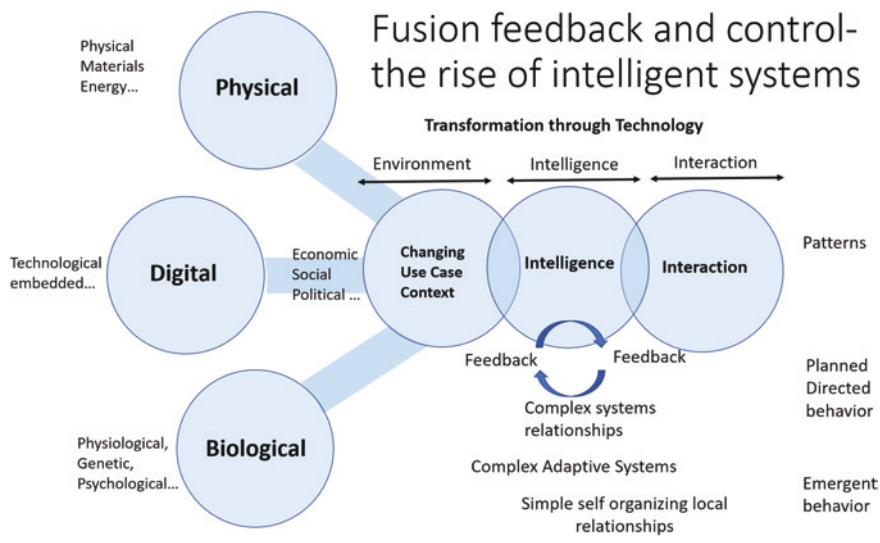 Fusion feedback and control-
the rise of intelligent systems
Transformation through Technology
Physical
Materials
Energy...
Physical
Environment
Intelligence
Interaction
Technological
embedded...
Digital
Economic
Social
Political ...
Changing
Use Case
Context
Intelligence
Interaction
Patterns
Feedback
Feedback
Planned
Directed
behavior
Complex systems
relationships
Physiological,
Genetic,
Psychological...
Biological
Complex Adaptive Systems
Simple self organizing local
relationships
Emergent
behavior